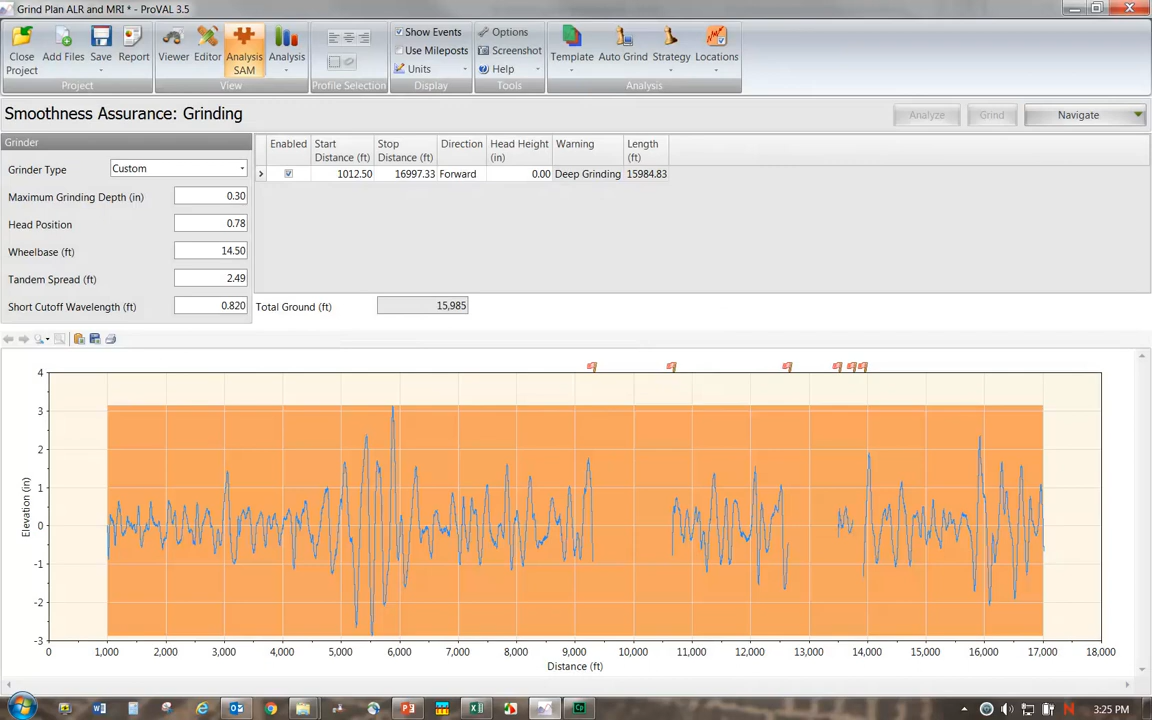 Grind Plan ALR and MRI * - ProVAL 3.5
Close Project
Add Files
Save
Report
Viewer
Editor
Analysis SAM
Analysis
Show Events
Use Mileposts
Units
Options
Screenshot
Help
Template
Auto Grind
Strategy
Locations
Project
View
Profile Selection
Display
Tools
Analysis
Smoothness Assurance: Grinding
Analyze
Grind
Navigate
Grinder
Grinder Type
Custom
Maximum Grinding Depth (in)
0.30
Head Position
0.78
Wheelbase (ft)
14.50
Tandem Spread (ft)
2.49
Short Cutoff Wavelength (ft)
0.820
Enabled
Start Distance (ft)
Stop Distance (ft)
Direction
Head Height (in)
Warning
Length (ft)
1012.50
16997.33
Forward
0.00
Deep Grinding
15984.83
Total Ground (ft)
15,985
4
3
2
1
0
-1
-2
-3
Elevation (in)
0
1,000
2,000
3,000
4,000
5,000
6,000
7,000
8,000
9,000
10,000
11,000
12,000
13,000
14,000
15,000
16,000
17,000
18,000
Distance (ft)
3:25 PM